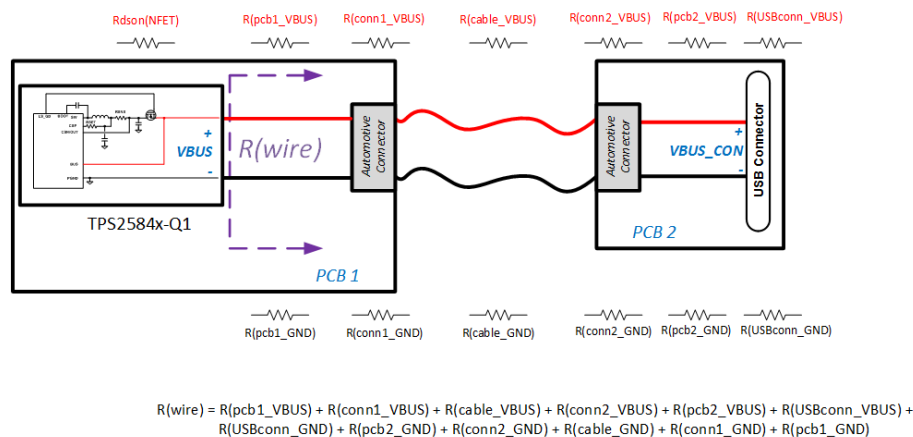 Rdson(NFET) R(pcb1_VBUS) R(conn1_VBUS) R(cable_VBUS) R(conn2_VBUS) R(pcb2_VBUS) R(USBconn_VBUS)
+
VBUS
-
TPS2584x-Q1
R(wire)
Automotive
Connector
PCB 1
Automotive
Connector
+
VBUS_CON
-
USB Connector
PCB 2
R(pcb1_GND) R(conn1_GND) R(cable_GND) R(conn2_GND) R(pcb2_GND) R(USBconn_GND)
R(wire) = R(pcb1_VBUS) + R(conn1_VBUS) + R(cable_VBUS) + R(conn2_VBUS) + R(pcb2_VBUS) + R(USBconn_VBUS) +
R(USBconn_GND) + R(pcb2_GND) + R(conn2_GND) + R(cable_GND) + R(conn1_GND) + R(pcb1_GND)